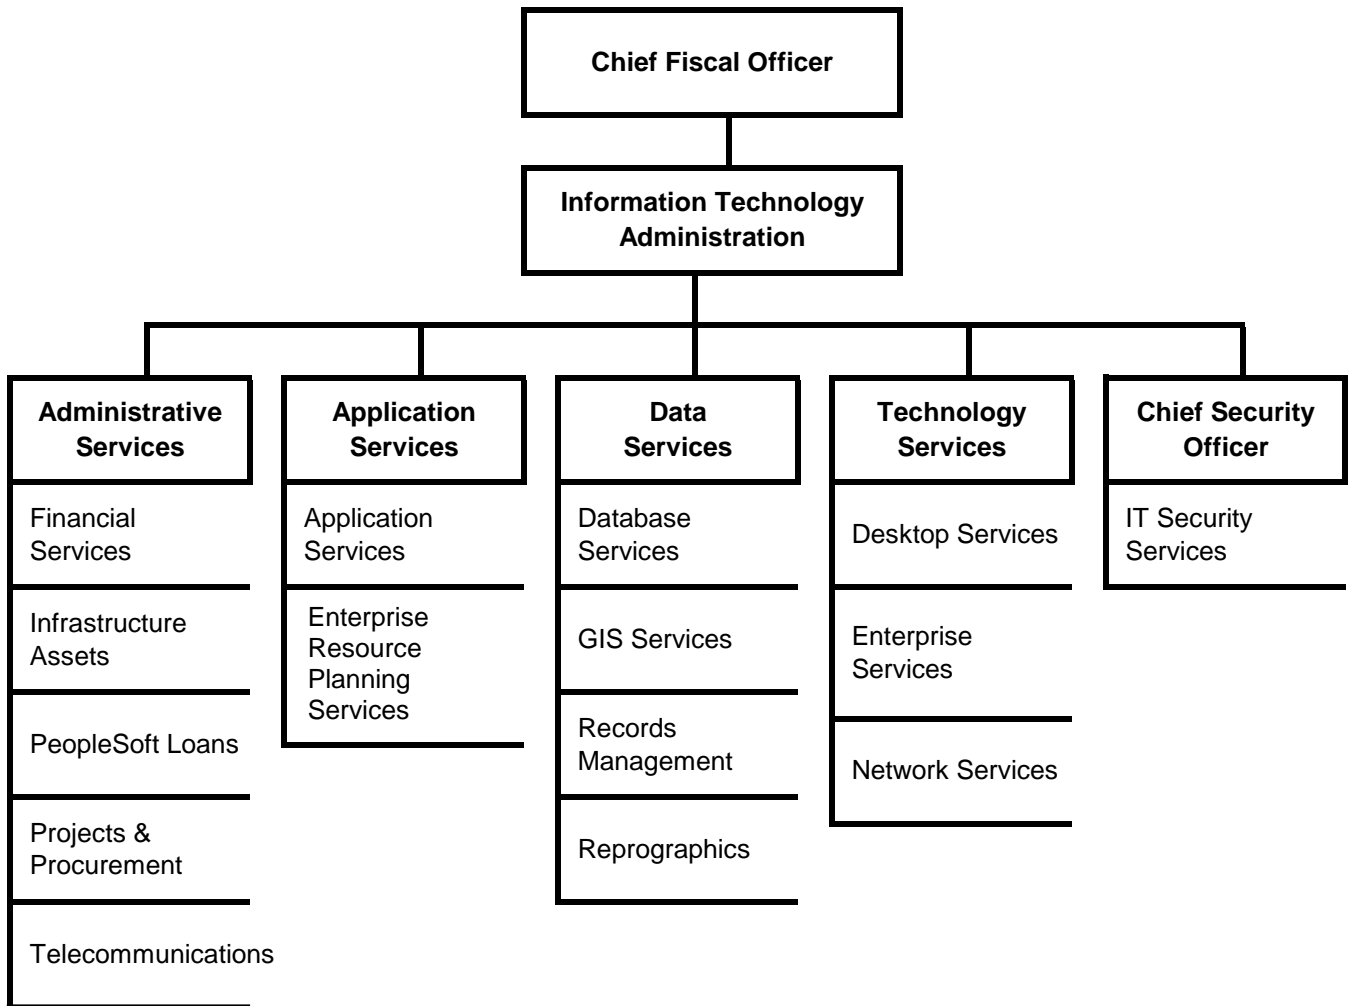 Chief Fiscal Officer
Information Technology
Administration
Administrative
Services
Financial
Services
Infrastructure
Assets
PeopleSoft Loans
Projects &
Procurement
Telecommunications
Application
Services
Application
Services
Enterprise
Resource
Planning
Services
Data
Services
Database
Services
GIS Services
Records
Management
Reprographics
Technology
Services
Desktop Services
Enterprise
Services
Network Services
Chief Security
Officer
IT Security
Services